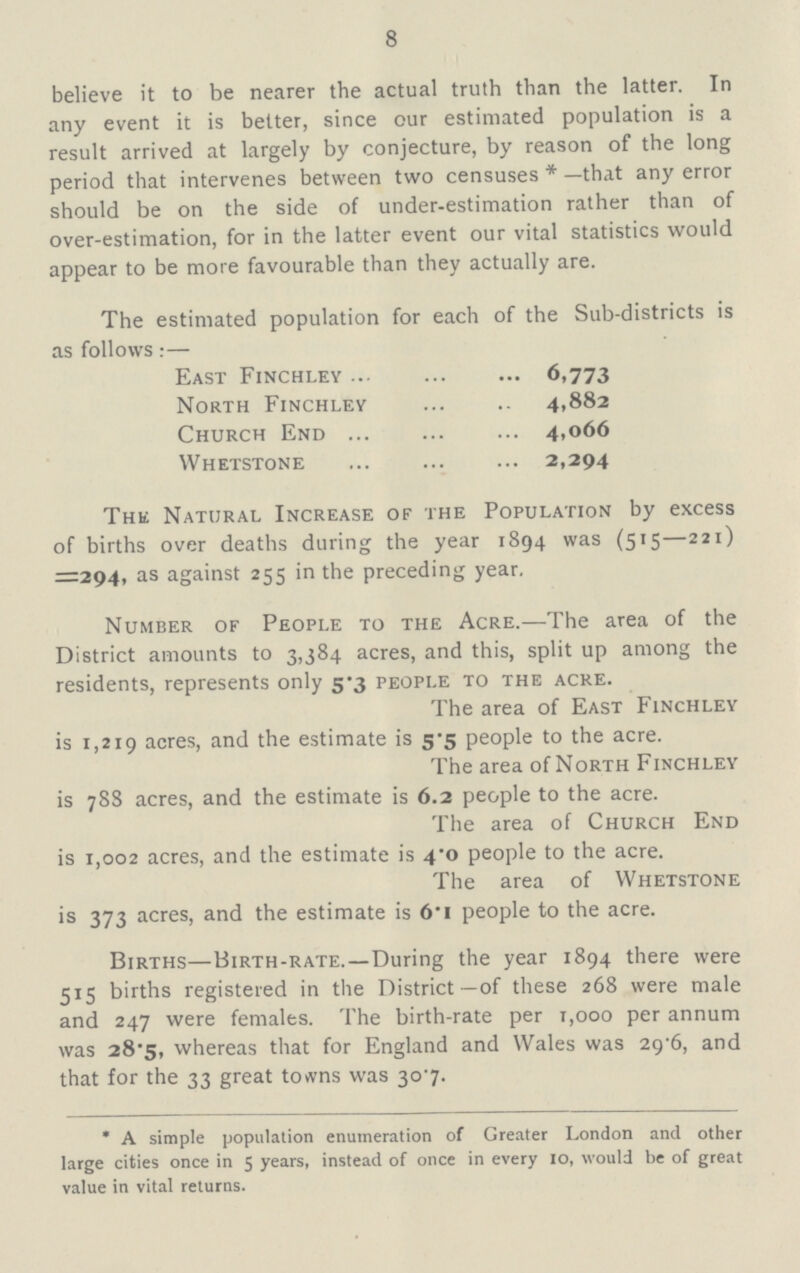 8
believe it to be nearer the actual truth than the latter. In
any event it is better, since our estimated population is a
result arrived at largely by conjecture, by reason of the long
period that intervenes between two censuses * —that any error
should be on the side of under-estimation rather than of
over-estimation, for in the latter event our vital statistics would
appear to be more favourable than they actually are.
The estimated population for each of the Sub-districts is
as follows :—
EAST FINCHLEY ... ... ... 6,773
NORTH FINCHLEY ... .. 4,882
CHURCH END ... ... ... 4,066
WHETSTONE ... ... ... 2,294
THE NATURAL INCREASE OF THE POPULATION by excess
of births over deaths during the year 1894 was (515—221)
=294, as against 255 in the preceding year.
NUMBER OF PEOPLE TO THE ACRE.—The area of the
District amounts to 3,384 acres, and this, split up among the
residents, represents only 5·3 PEOPLE TO THE ACRE.
The area of EAST FINCHLEY
is 1,219 acres, and the estimate is 5·5 people to the acre.
The area of NORTH FINCHLEY
is 788 acres, and the estimate is 6.2 people to the acre.
The area of CHURCH END
is 1,002 acres, and the estimate is 4·0 people to the acre.
The area of WHETSTONE
is 373 acres, and the estimate is 6·1 people to the acre.
BIRTHS—BIRTH-RATE.—During the year 1894 there were
515 births registered in the District—of these 268 were male
and 247 were females. The birth-rate per 1,000 per annum
was 28·5, whereas that for England and Wales was 29·6, and
that for the 33 great towns was 30·7.
* A simple population enumeration of Greater London and other
large cities once in 5 years, instead of once in every 10, would be of great
value in vital returns.